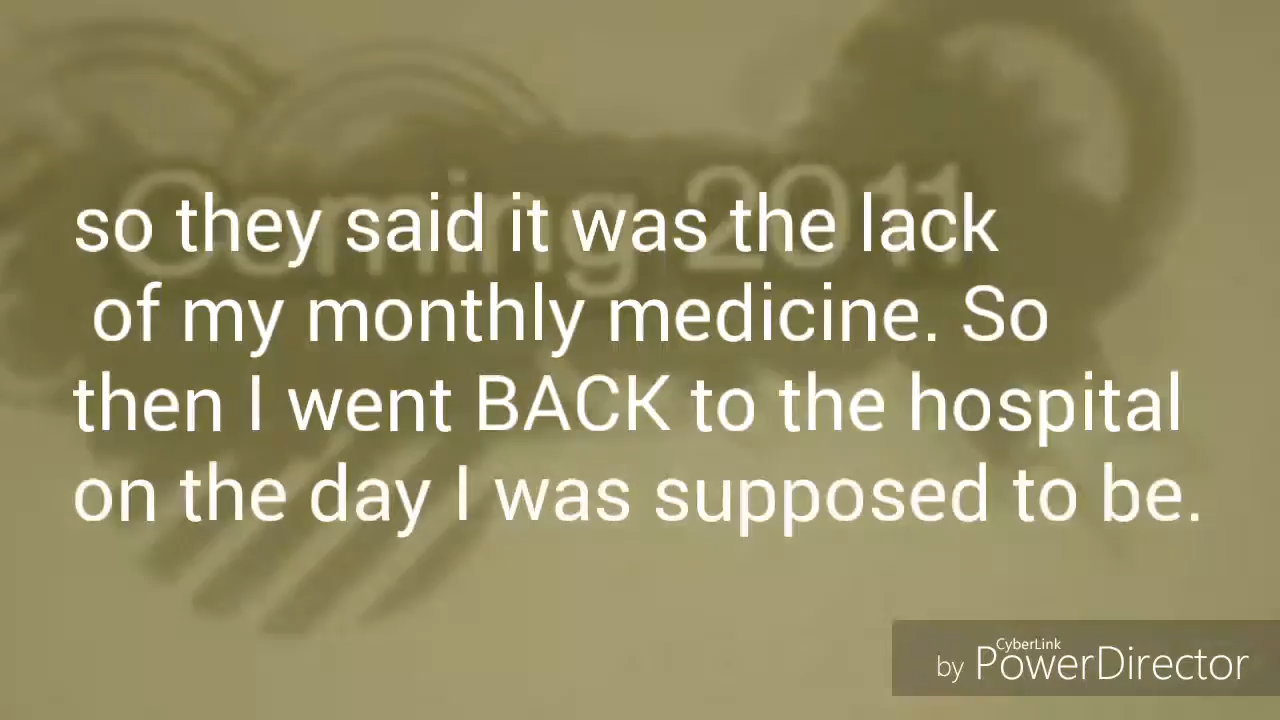 so they said it was the lack
of my monthly medicine. So
then I went BACK to the hospital
on the day I was supposed to be.
Coming 2011
CyberLink
by PowerDirector